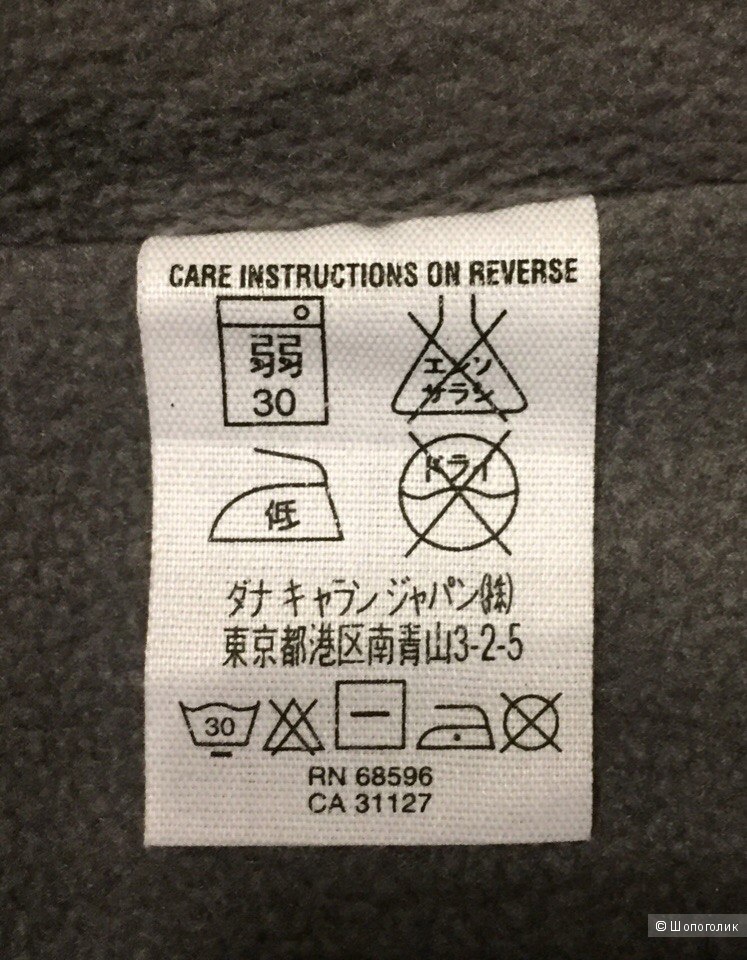 CARE INSTRUCTIONS ON REVERSE
弱
30
エンソ
サラシ
低
ドライ
ダナ キャラン ジャパン(株)
東京都港区南青山3-2-5
30
RN 68596
CA 31127
© Шопоголик